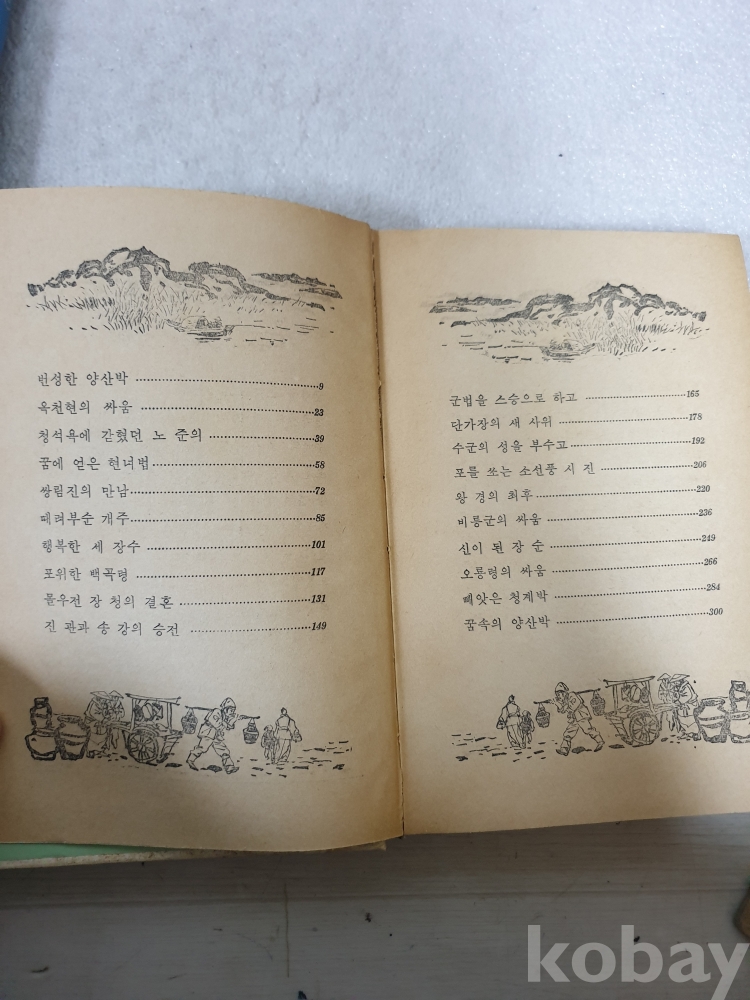 번성한 양산박 ........ 9
옥천현의 싸움 ........ 23
청석욕에 갇혔던 노 준의 ........ 39
꿈에 얻은 현녀법 ........ 58
쌍림진의 만남 ........ 72
때려부순 개주 ........ 85
행복한 세 장수 ........ 101
포위한 백곡령 ........ 117
몰우전 장 청의 결혼 ........ 131
진 관과 송 강의 승전 ........ 149
군법을 스승으로 하고 ........ 165
단가장의 새 사위 ........ 178
수군의 성을 부수고 ........ 192
포를 쏘는 소선풍 시 진 ........ 206
왕 경의 최후 ........ 220
비룡군의 싸움 ........ 236
신이 된 장 순 ........ 249
오룡령의 싸움 ........ 266
빼앗은 청계박 ........ 284
꿈속의 양산박 ........ 300
kobay